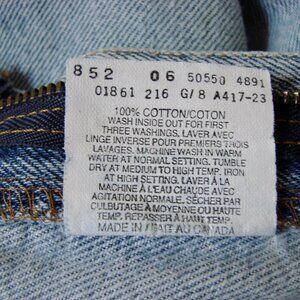 852 06 50550 4891
01861 216 G/8 A417-23
100% COTTON/COTON
WASH INSIDE OUT FOR FIRST
THREE WASHINGS. LAVER AVEC
LINGE INVERSE POUR PREMIERS TROIS
LAVAGES. MACHINE WASH IN WARM
WATER AT NORMAL SETTING. TUMBLE
DRY AT MEDIUM TO HIGH TEMP. IRON
AT HIGH SETTING. LAVER À LA
MACHINE À L'EAU CHAUDE AVEC
AGITATION NORMALE. SÉCHER PAR
CULBUTAGE À MOYENNE OU HAUTE
TEMP. REPASSER À HAUTE TEMP.
MADE IN / FAIT AU CANADA